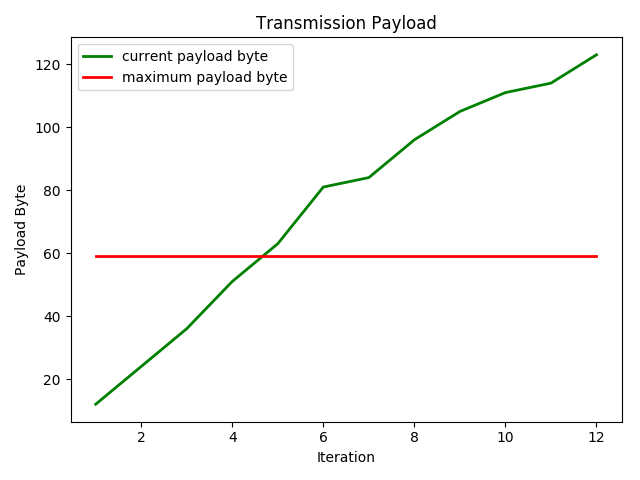 Transmission Payload
current payload byte
maximum payload byte
120
100
80
60
40
20
Payload Byte
2 4 6 8 10 12
Iteration